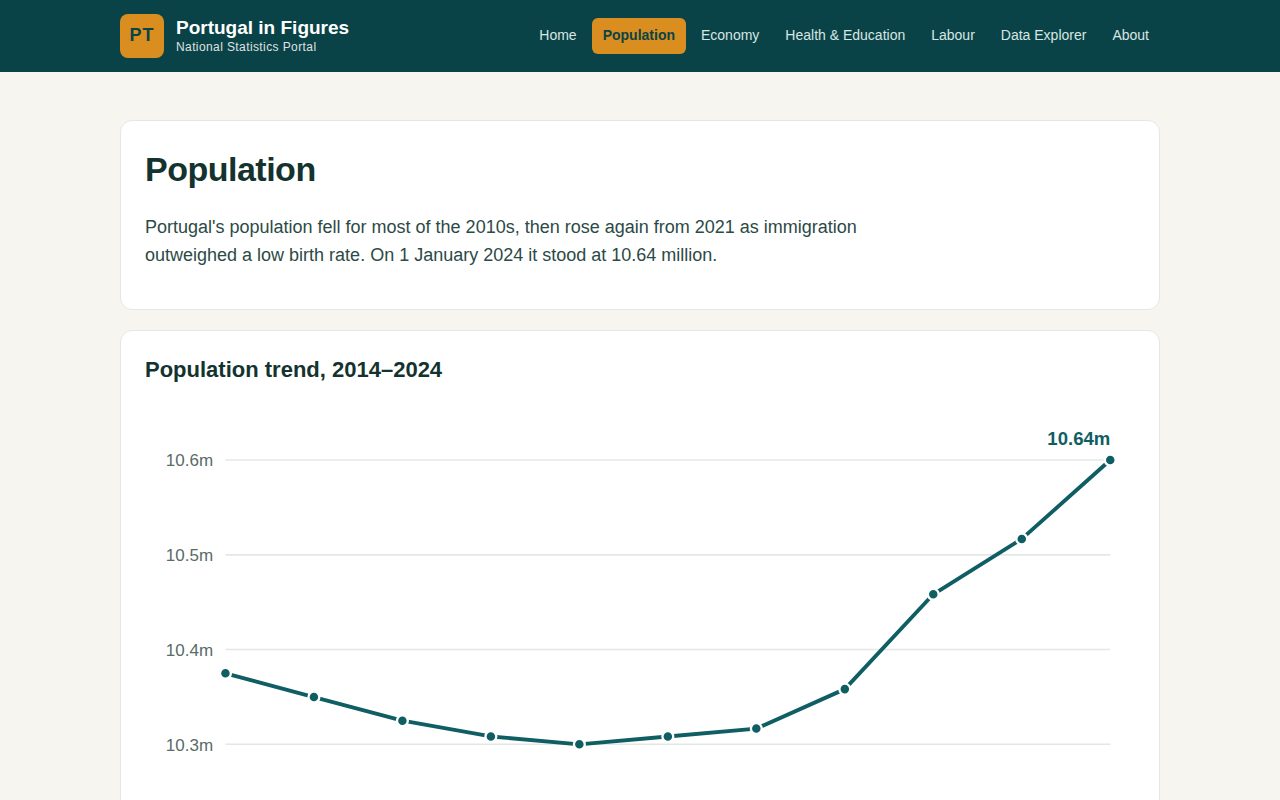 PT
Portugal in Figures
National Statistics Portal
Home
Population
Economy
Health & Education
Labour
Data Explorer
About
Population
Portugal's population fell for most of the 2010s, then rose again from 2021 as immigration
outweighed a low birth rate. On 1 January 2024 it stood at 10.64 million.
Population trend, 2014–2024
10.64m
10.6m
10.5m
10.4m
10.3m